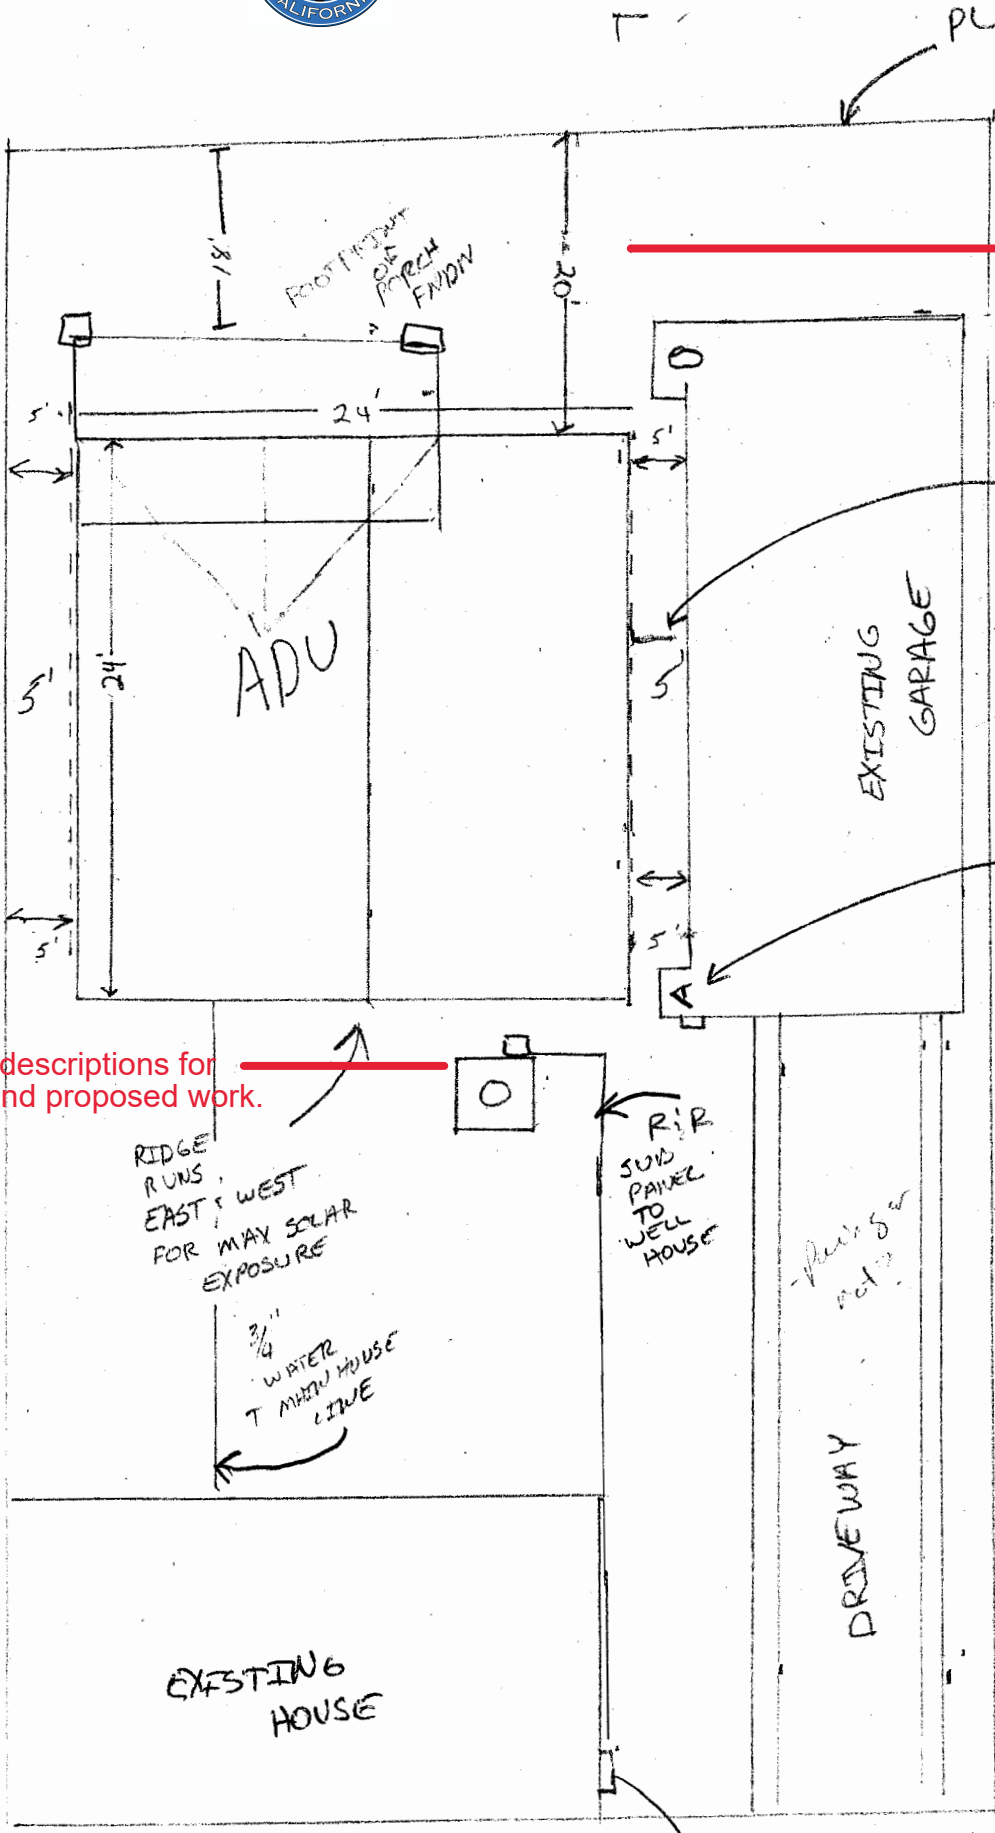 CALIFORN
PL
18'
20'
FOOTPRINT
OF
PORCH
FNDN
24'
5'
5'
24'
ADU
5'
5'
5'
5'
EXISTING
GARAGE
A
descriptions for
nd proposed work.
RIDGE
RUNS
EAST & WEST
FOR MAX SOLAR
EXPOSURE
R & R
SUB
PANEL
TO
WELL
HOUSE
3/4"
WATER
T MAIN HOUSE
LINE
DRIVEWAY
EXISTING
HOUSE